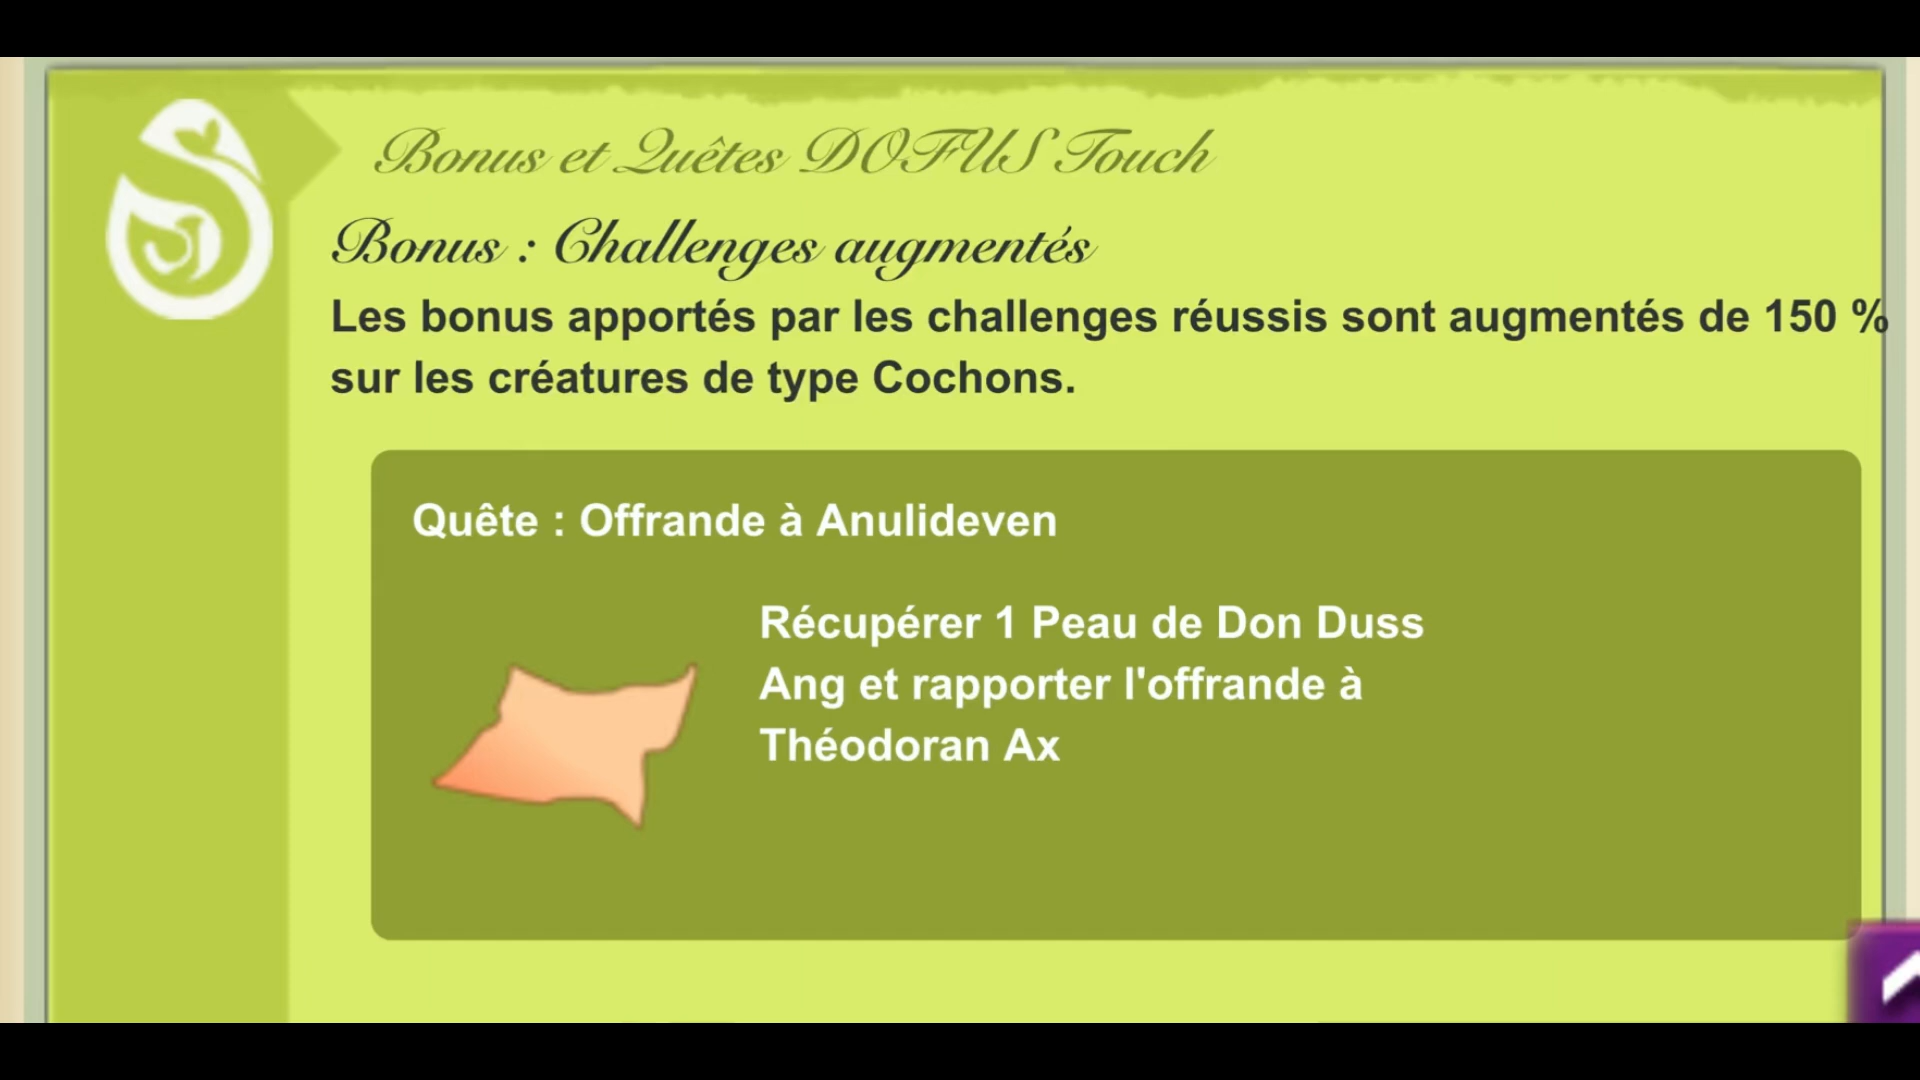 Bonus et Quêtes DOFUS Touch
Bonus : Challenges augmentés
Les bonus apportés par les challenges réussis sont augmentés de 150 %
sur les créatures de type Cochons.
Quête : Offrande à Anulideven
Récupérer 1 Peau de Don Duss
Ang et rapporter l'offrande à
Théodoran Ax